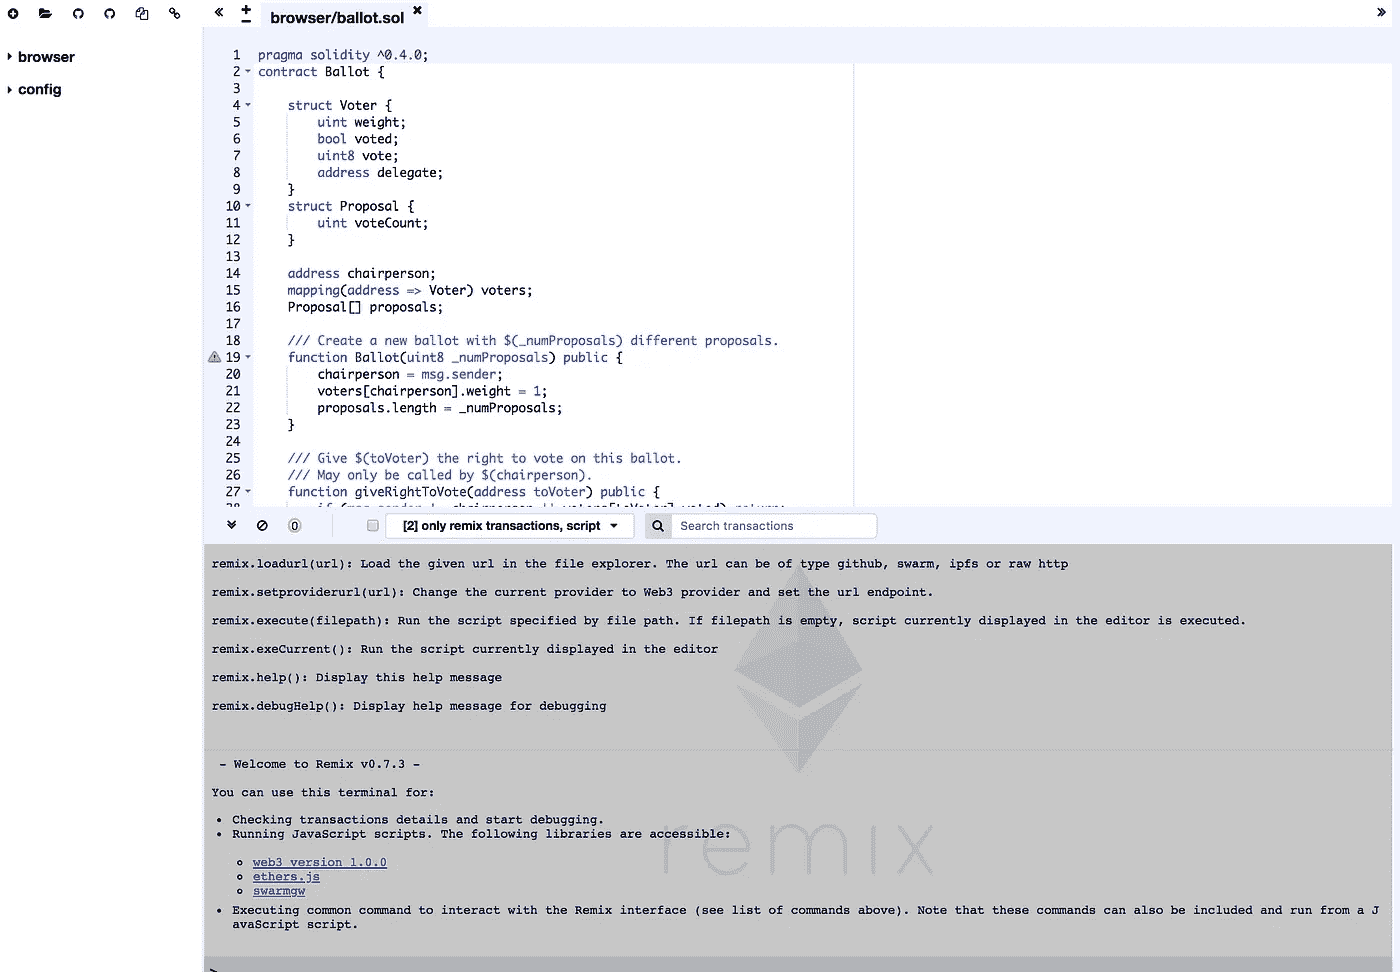 browser/ballot.sol
browser
config
1 pragma solidity ^0.4.0;
2 contract Ballot {
3
4 struct Voter {
5 uint weight;
6 bool voted;
7 uint8 vote;
8 address delegate;
9 }
10 struct Proposal {
11 uint voteCount;
12 }
13
14 address chairperson;
15 mapping(address => Voter) voters;
16 Proposal[] proposals;
17
18 /// Create a new ballot with $(_numProposals) different proposals.
19 function Ballot(uint8 _numProposals) public {
20 chairperson = msg.sender;
21 voters[chairperson].weight = 1;
22 proposals.length = _numProposals;
23 }
24
25 /// Give $(toVoter) the right to vote on this ballot.
26 /// May only be called by $(chairperson).
27 function giveRightToVote(address toVoter) public {
0 [2] only remix transactions, script Search transactions
remix.loadurl(url): Load the given url in the file explorer. The url can be of type github, swarm, ipfs or raw http
remix.setproviderurl(url): Change the current provider to Web3 provider and set the url endpoint.
remix.execute(filepath): Run the script specified by file path. If filepath is empty, script currently displayed in the editor is executed.
remix.exeCurrent(): Run the script currently displayed in the editor
remix.help(): Display this help message
remix.debugHelp(): Display help message for debugging
- Welcome to Remix v0.7.3 -
You can use this terminal for:
• Checking transactions details and start debugging.
• Running JavaScript scripts. The following libraries are accessible:
web3 version 1.0.0
ethers.js
swarmgw
remix
• Executing common command to interact with the Remix interface (see list of commands above). Note that these commands can also be included and run from a J
avaScript script.
>